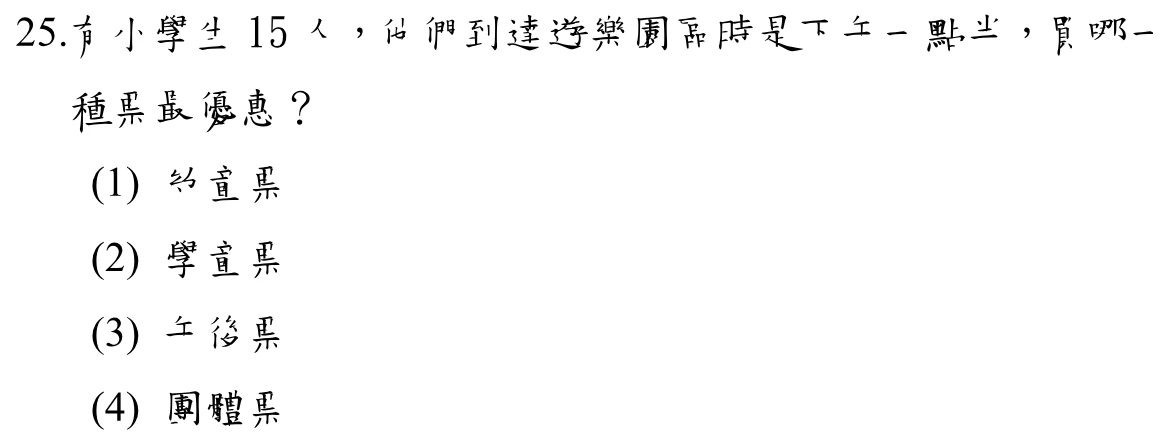 25.有小學生 15 人，他們到達遊樂園區時是下午一點半，買哪一
種票最優惠？
(1) 幼童票
(2) 學童票
(3) 午後票
(4) 團體票